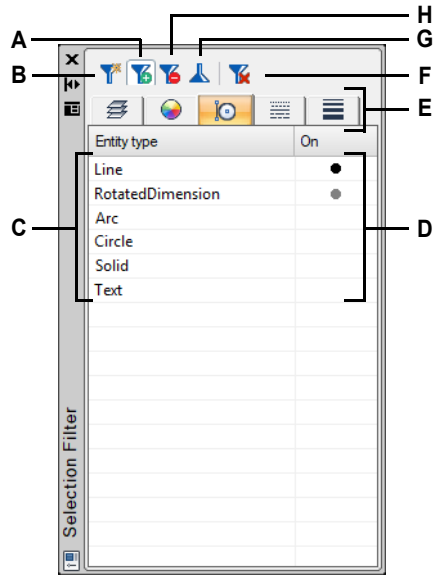 H
A
G
B
F
E
Entity type On
Line
RotatedDimension
Arc
C
D
Circle
Solid
Text
Selection Filter